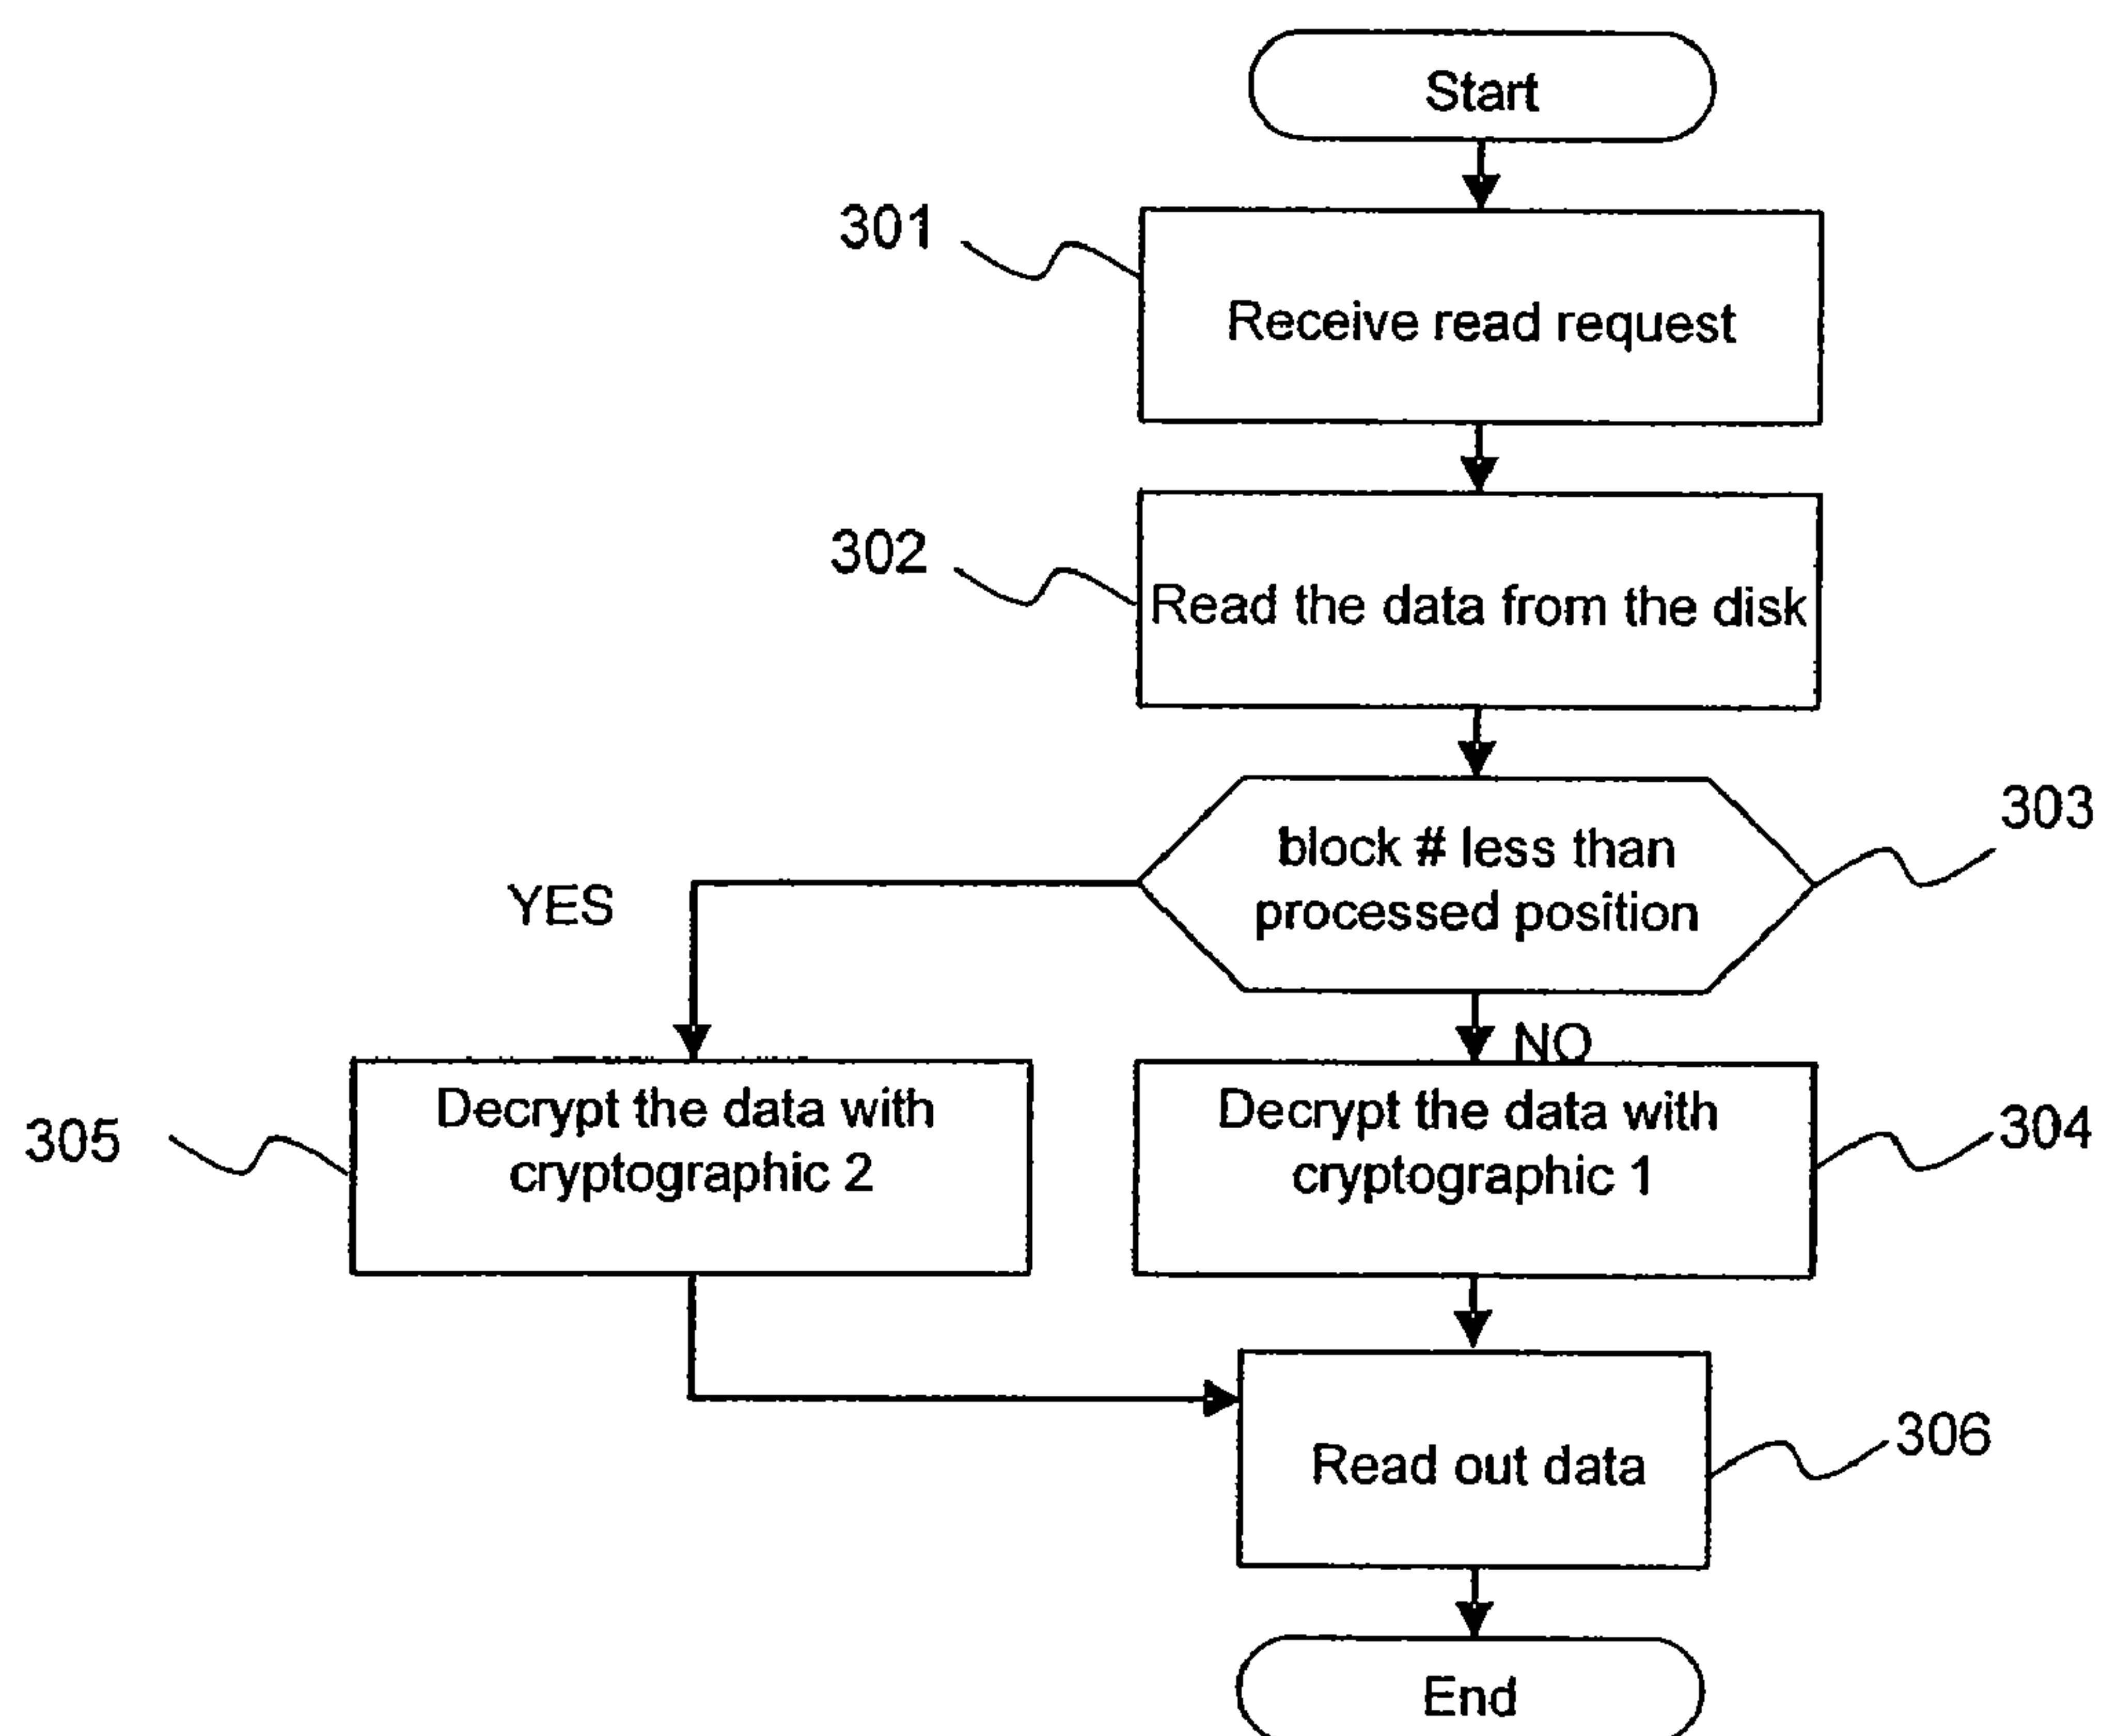 Start
301
Receive read request
302
Read the data from the disk
303
block # less than
processed position
YES
NO
305
Decrypt the data with
cryptographic 2
Decrypt the data with
cryptographic 1
304
306
Read out data
End